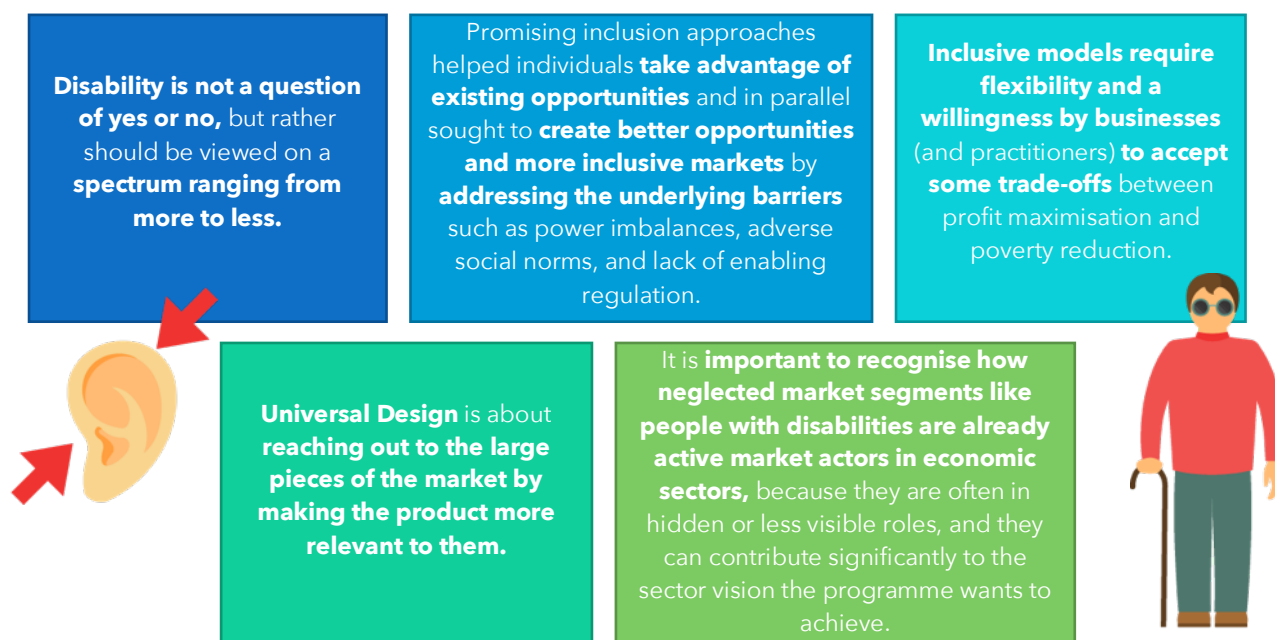 Disability is not a question
of yes or no, but rather
should be viewed on a
spectrum ranging from
more to less.
Promising inclusion approaches
helped individuals take advantage of
existing opportunities and in parallel
sought to create better opportunities
and more inclusive markets by
addressing the underlying barriers
such as power imbalances, adverse
social norms, and lack of enabling
regulation.
Inclusive models require
flexibility and a
willingness by businesses
(and practitioners) to accept
some trade-offs between
profit maximisation and
poverty reduction.
Universal Design is about
reaching out to the large
pieces of the market by
making the product more
relevant to them.
It is important to recognise how
neglected market segments like
people with disabilities are already
active market actors in economic
sectors, because they are often in
hidden or less visible roles, and they
can contribute significantly to the
sector vision the programme wants to
achieve.